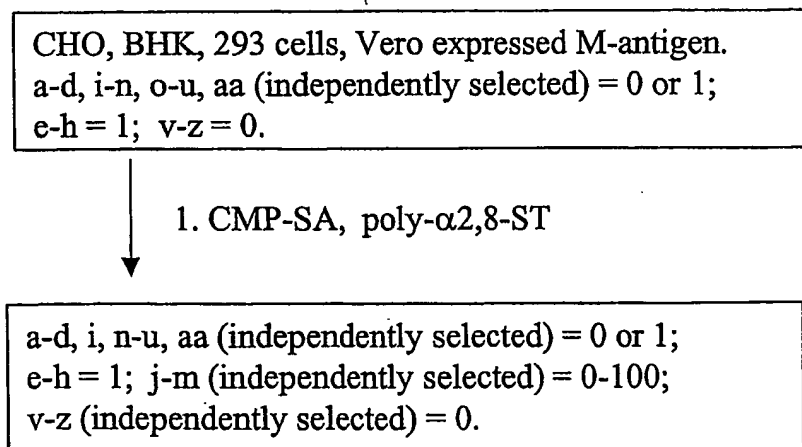 CHO, BHK, 293 cells, Vero expressed M-antigen.
a-d, i-n, o-u, aa (independently selected) = 0 or 1;
e-h = 1; v-z = 0.
1. CMP-SA, poly-α2,8-ST
a-d, i, n-u, aa (independently selected) = 0 or 1;
e-h = 1; j-m (independently selected) = 0-100;
v-z (independently selected) = 0.